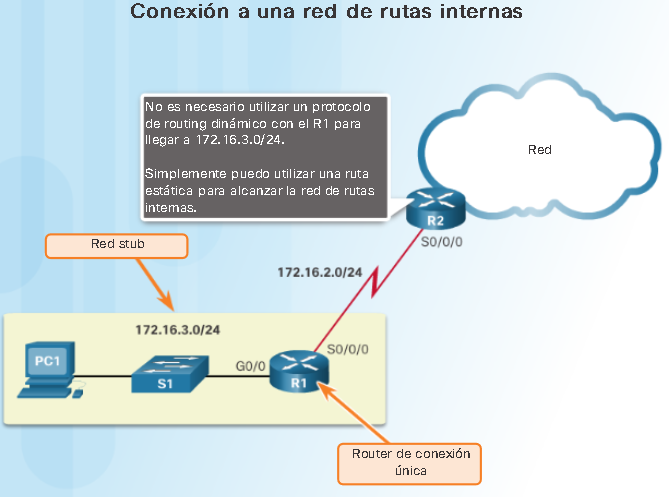 Conexión a una red de rutas internas
No es necesario utilizar un protocolo
de routing dinámico con el R1 para
llegar a 172.16.3.0/24.
Simplemente puedo utilizar una ruta
estática para alcanzar la red de rutas
internas.
Red
R2
S0/0/0
Red stub
172.16.2.0/24
172.16.3.0/24
S0/0/0
PC1
G0/0
S1
R1
Router de conexión
única